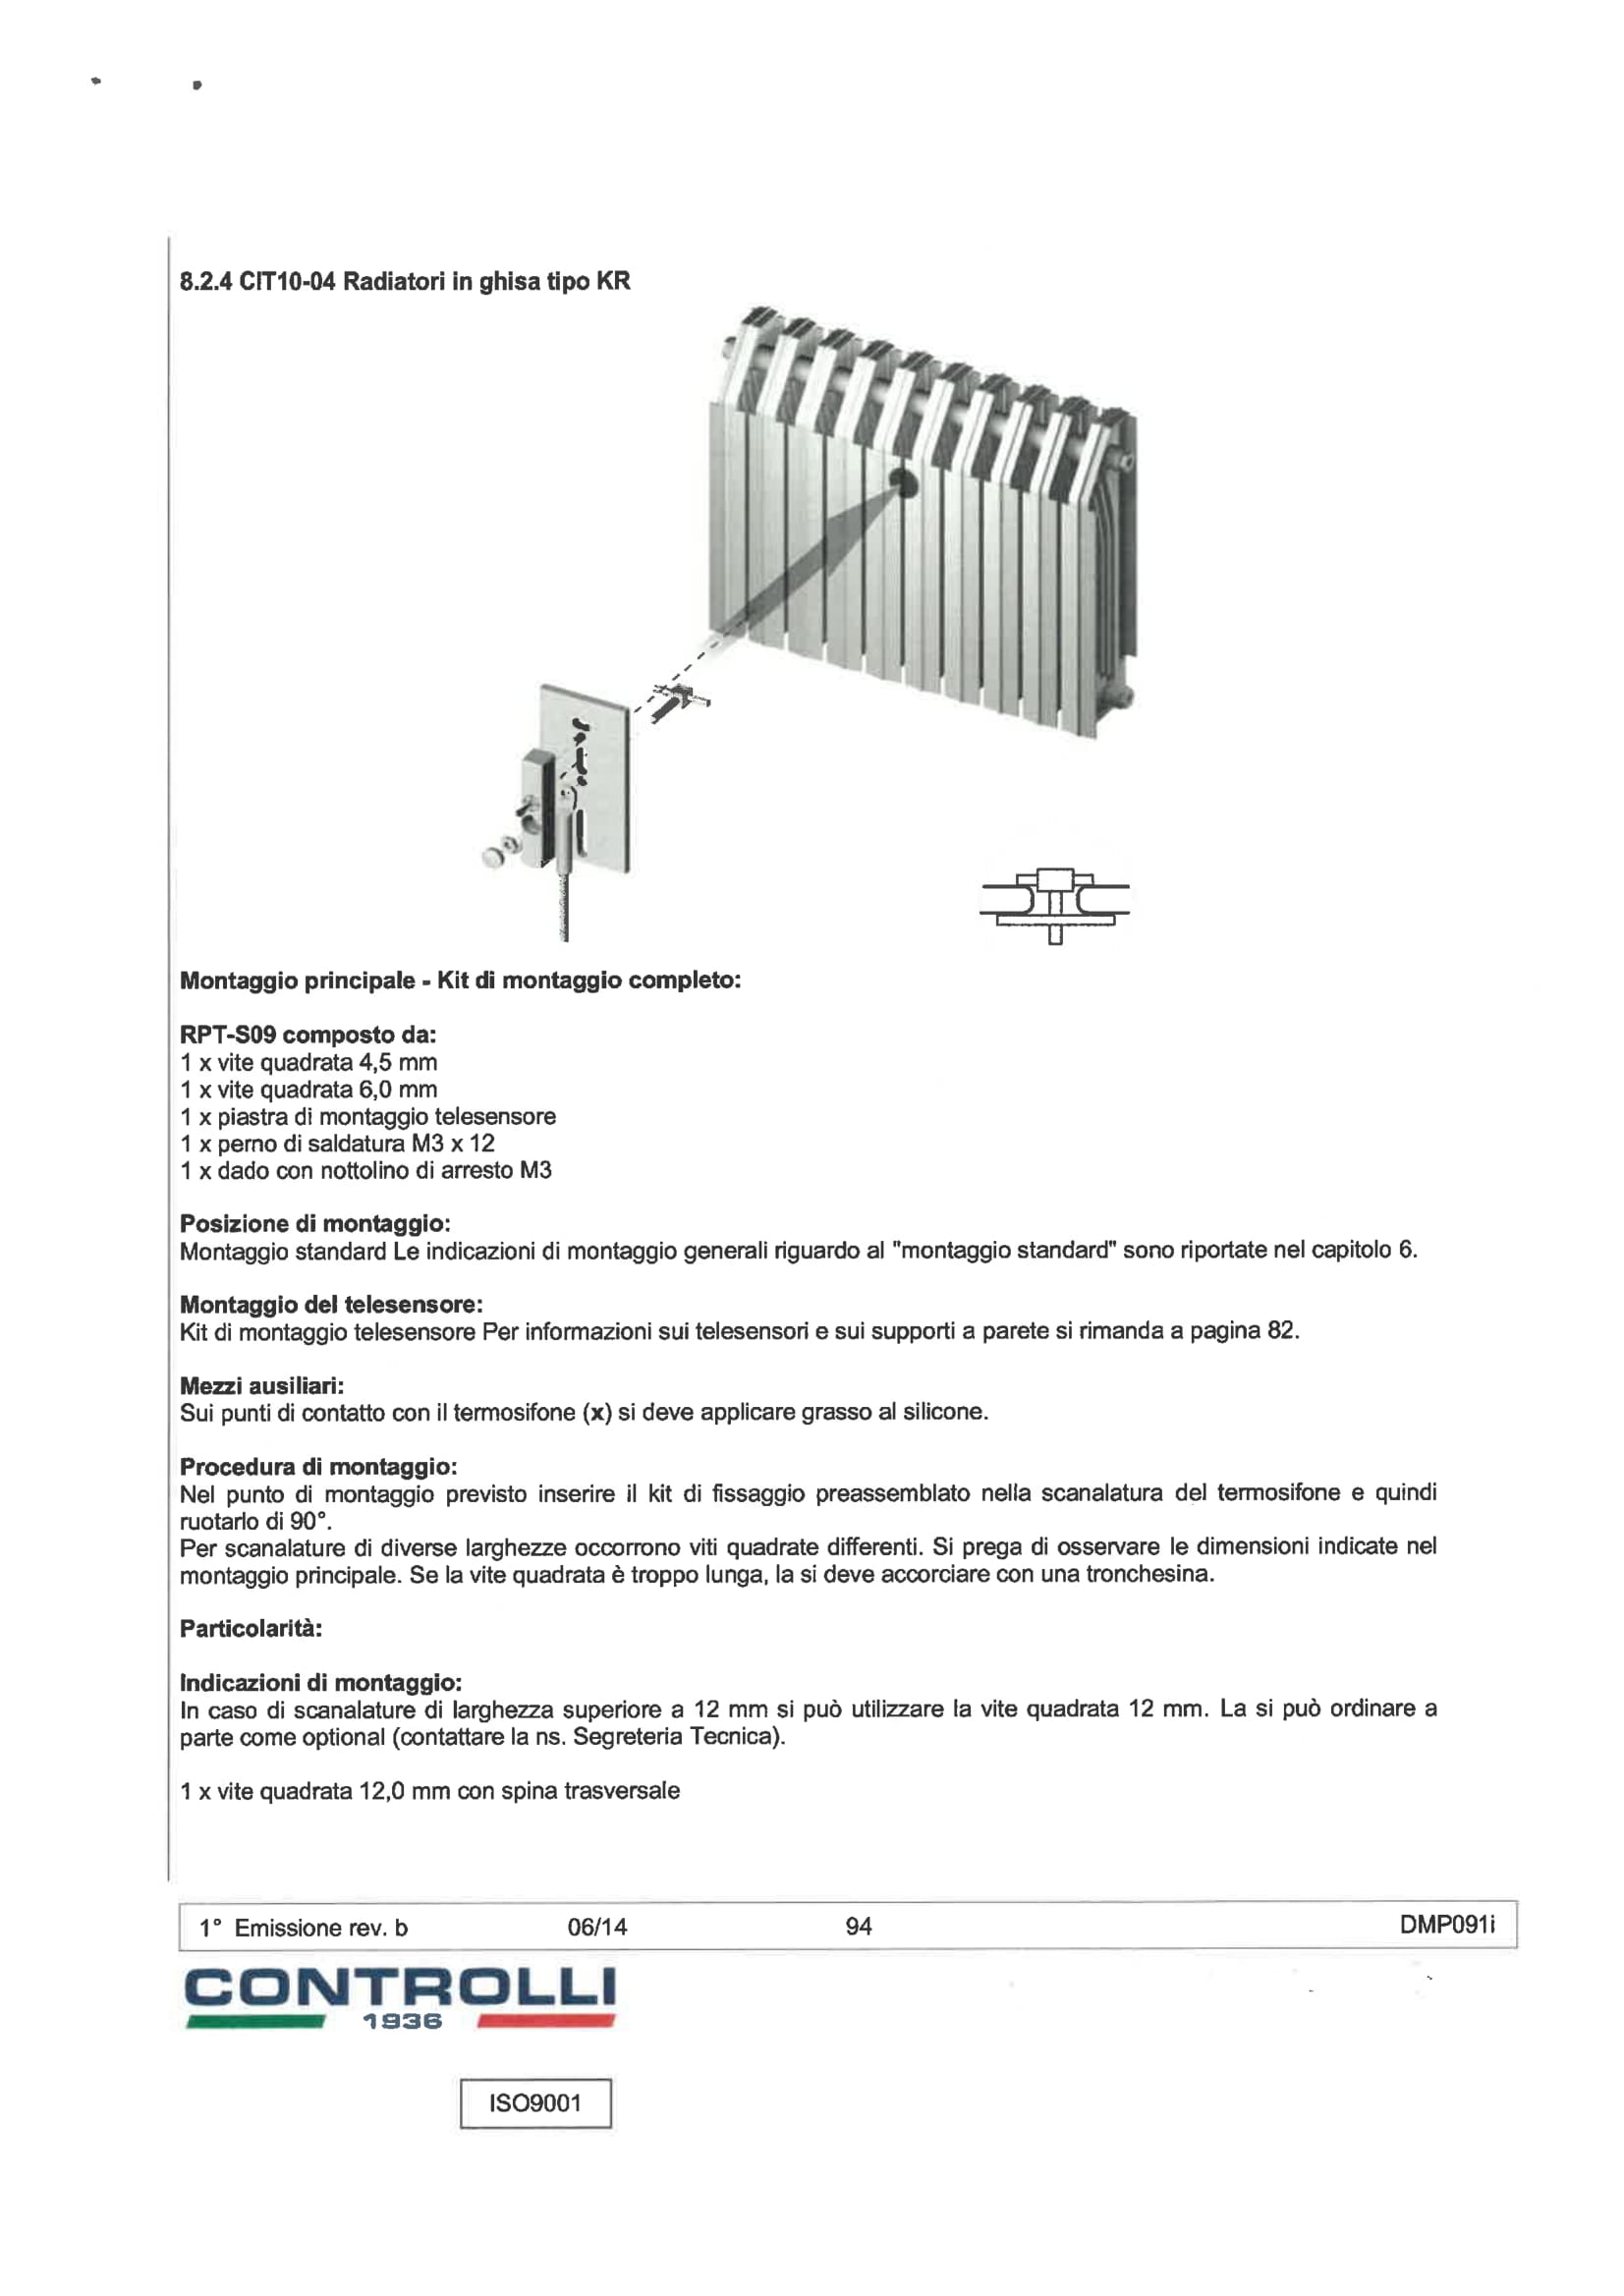 8.2.4 CIT10-04 Radiatori in ghisa tipo KR
Montaggio principale - Kit di montaggio completo:
RPT-S09 composto da:
1 x vite quadrata 4,5 mm
1 x vite quadrata 6,0 mm
1 x piastra di montaggio telesensore
1 x perno di saldatura M3 x 12
1 x dado con nottolino di arresto M3
Posizione di montaggio:
Montaggio standard Le indicazioni di montaggio generali riguardo al "montaggio standard" sono riportate nel capitolo 6.
Montaggio del telesensore:
Kit di montaggio telesensore Per informazioni sui telesensori e sui supporti a parete si rimanda a pagina 82.
Mezzi ausiliari:
Sui punti di contatto con il termosifone (x) si deve applicare grasso al silicone.
Procedura di montaggio:
Nel punto di montaggio previsto inserire il kit di fissaggio preassemblato nella scanalatura del termosifone e quindi
ruotarlo di 90°.
Per scanalature di diverse larghezze occorrono viti quadrate differenti. Si prega di osservare le dimensioni indicate nel
montaggio principale. Se la vite quadrata è troppo lunga, la si deve accorciare con una tronchesina.
Particolarità:
Indicazioni di montaggio:
In caso di scanalature di larghezza superiore a 12 mm si può utilizzare la vite quadrata 12 mm. La si può ordinare a
parte come optional (contattare la ns. Segreteria Tecnica).
1 x vite quadrata 12,0 mm con spina trasversale
1° Emissione rev. b 06/14 94 DMP091i
CONTROLLI
1936
ISO9001